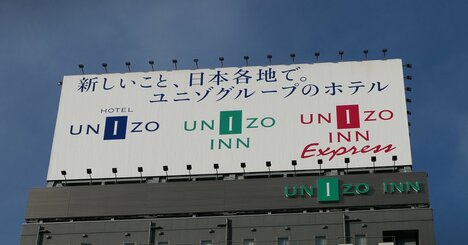 新しいこと、日本各地で。
ユニゾグループのホテル
HOTEL
UNIZO
UNIZO
INN
UNIZO
INN
Express
UNIZO INN